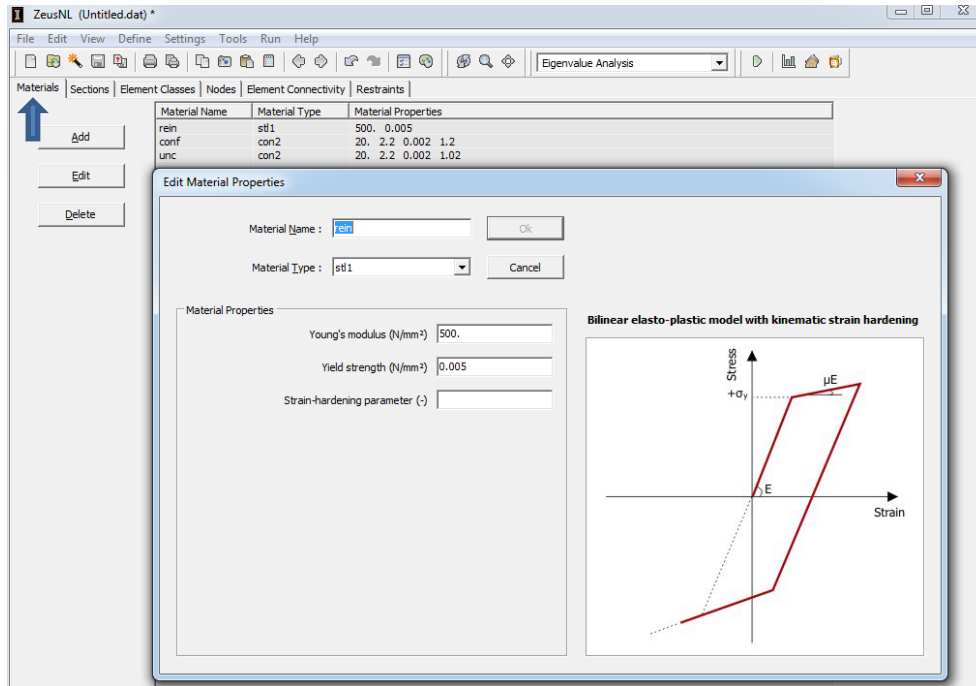 ZeusNL (Untitled.dat) *
File Edit View Define Settings Tools Run Help
Eigenvalue Analysis
Materials Sections Element Classes Nodes Element Connectivity Restraints
Material Name Material Type Material Properties
rein stl1 500. 0.005
conf con2 20. 2.2 0.002 1.2
unc con2 20. 2.2 0.002 1.02
Add
Edit
Delete
Edit Material Properties
Material Name : rein Ok
Material Type : stl1 Cancel
Material Properties
Young's modulus (N/mm²) 500.
Yield strength (N/mm²) 0.005
Strain-hardening parameter (-)
Bilinear elasto-plastic model with kinematic strain hardening
Stress
+σy
μE
E
Strain